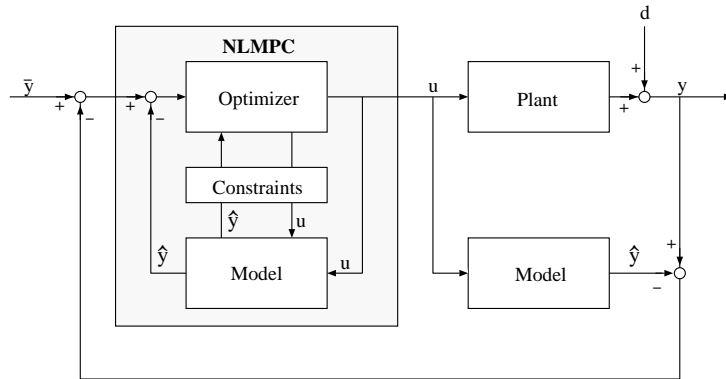 d
NLMPC
ȳ
+
−
+
−
Optimizer
u
Plant
+
+
y
Constraints
ŷ
u
ŷ
Model
u
Model
ŷ
+
−